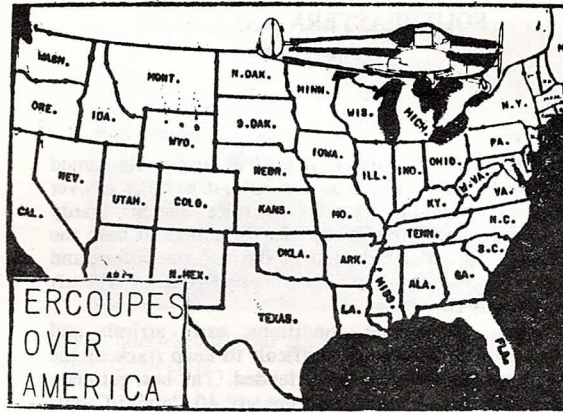 WASH.
MONT.
N.DAK.
MINN.
ORE.
IDA.
WYO.
S.DAK.
WIS.
MICH.
N.Y.
IOWA.
PA.
NEV.
UTAH.
COLO.
NEBR.
ILL.
IND.
OHIO.
W.VA.
VA.
CAL.
KANS.
MO.
KY.
N.C.
TENN.
N.MEX.
OKLA.
ARK.
S.C.
TEXAS.
LA.
MISS
ALA.
GA.
FLA.
ERCOUPES
OVER
AMERICA